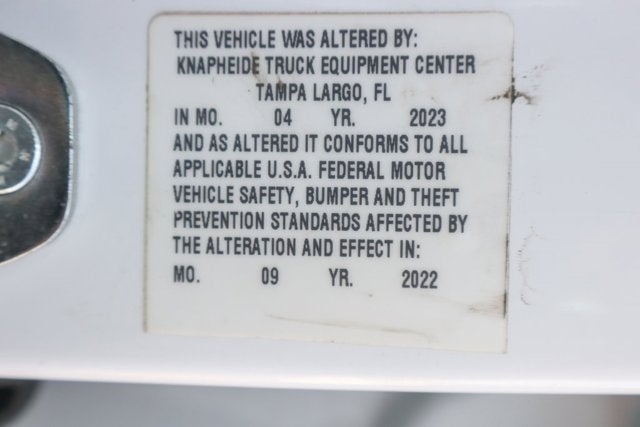 THIS VEHICLE WAS ALTERED BY:
KNAPHEIDE TRUCK EQUIPMENT CENTER
TAMPA LARGO, FL
IN MO. 04 YR. 2023
AND AS ALTERED IT CONFORMS TO ALL
APPLICABLE U.S.A. FEDERAL MOTOR
VEHICLE SAFETY, BUMPER AND THEFT
PREVENTION STANDARDS AFFECTED BY
THE ALTERATION AND EFFECT IN:
MO. 09 YR. 2022